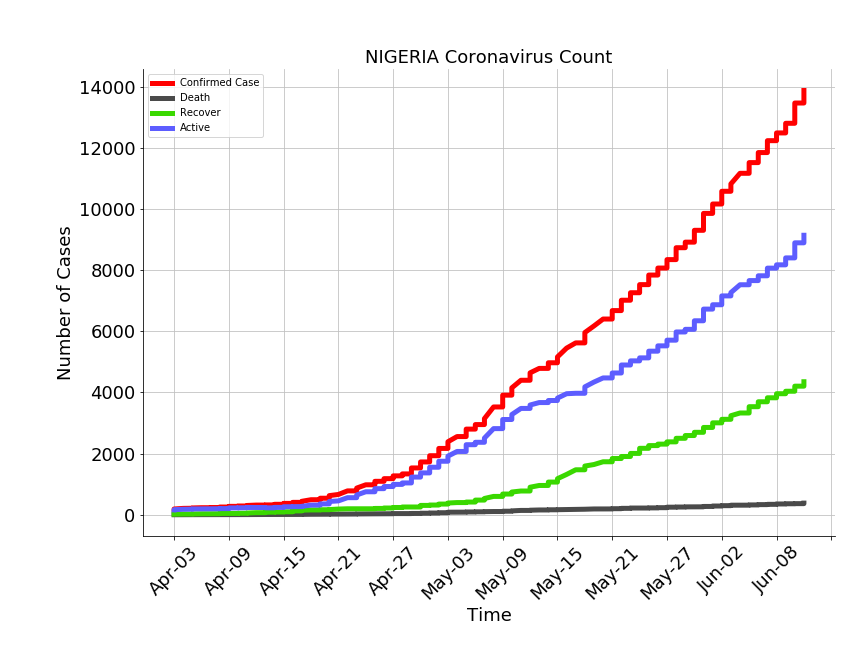 NIGERIA Coronavirus Count
Confirmed Case
Death
Recover
Active
14000
12000
10000
8000
6000
4000
2000
0
Number of Cases
Apr-03 Apr-09 Apr-15 Apr-21 Apr-27 May-03 May-09 May-15 May-21 May-27 Jun-02 Jun-08
Time